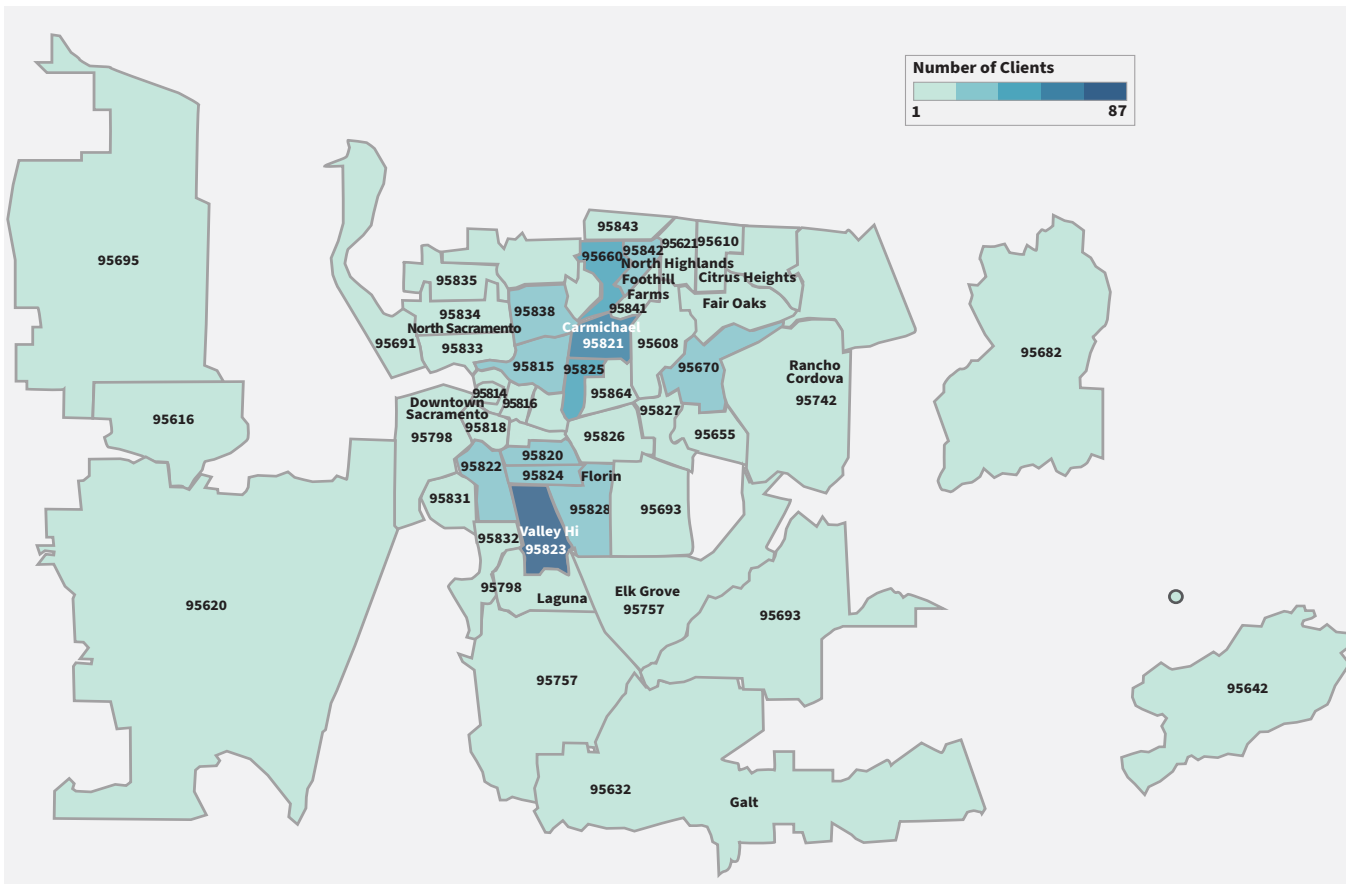 Number of Clients
1 87
95843
95621
95610
95842
95660
North Highlands
95695
Citrus Heights
Foothill
Farms
95835
Fair Oaks
95841
95838
95834
North Sacramento
Carmichael
95821
95691
95608
95833
95682
95815
95825
95670
Rancho
Cordova
95742
95814
95816
95864
Downtown
Sacramento
95827
95616
95818
95798
95826
95655
95820
95822
95824
Florin
95831
95828
95693
Valley Hi
95823
95832
95798
Laguna
Elk Grove
95757
95620
95693
95757
95642
95632
Galt